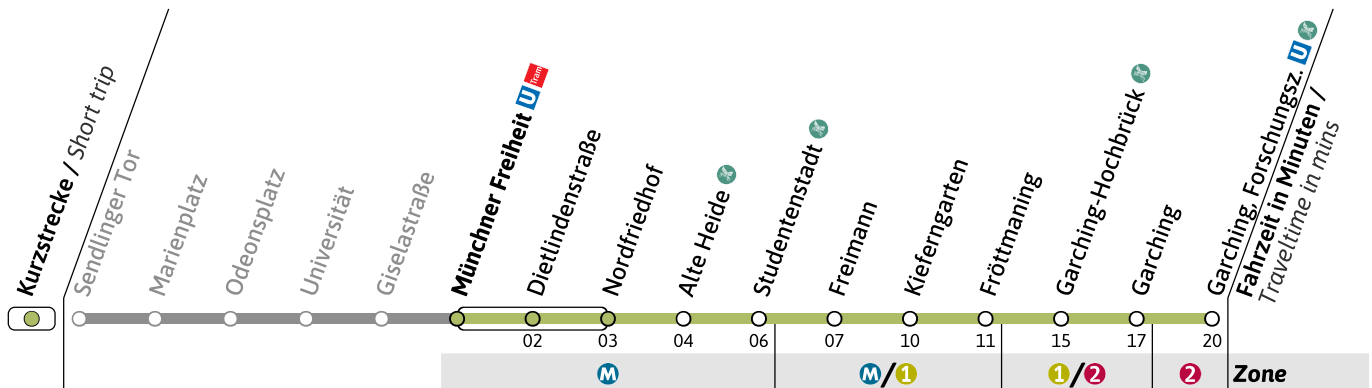 Kurzstrecke / Short trip
Sendlinger Tor
Marienplatz
Odeonsplatz
Universität
Giselastraße
Münchner Freiheit U Tram
Dietlindenstraße
Nordfriedhof
Alte Heide
Studentenstadt
Freimann
Kieferngarten
Fröttmaning
Garching-Hochbrück
Garching
Garching, Forschungsz. U
Fahrzeit in Minuten /
Traveltime in mins
02 03 04 06 07 10 11 15 17 20
M M/1 1/2 2 Zone